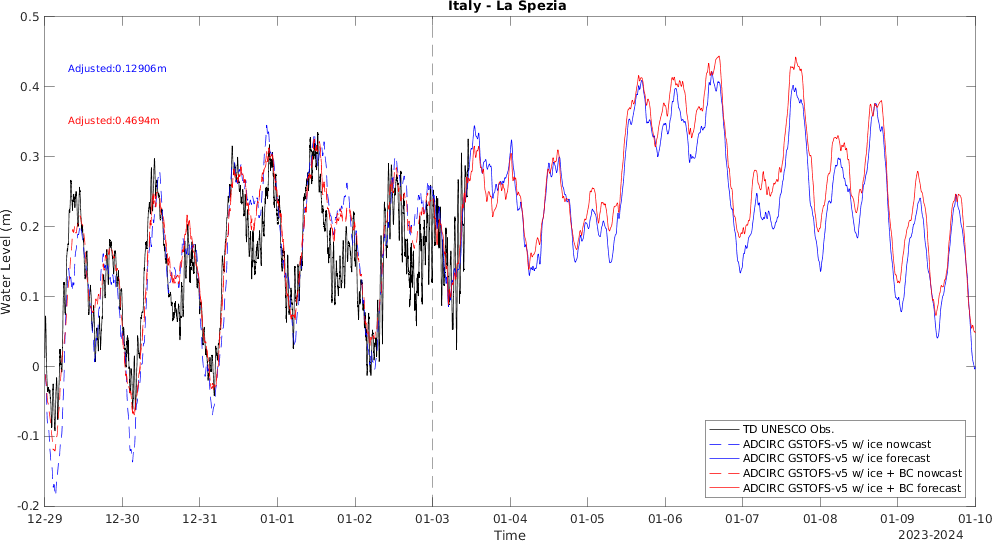 Italy - La Spezia
0.5
0.4
0.3
0.2
0.1
0
-0.1
-0.2
Water Level (m)
Adjusted:0.12906m
Adjusted:0.4694m
TD UNESCO Obs.
ADCIRC GSTOFS-v5 w/ ice nowcast
ADCIRC GSTOFS-v5 w/ ice forecast
ADCIRC GSTOFS-v5 w/ ice + BC nowcast
ADCIRC GSTOFS-v5 w/ ice + BC forecast
12-29 12-30 12-31 01-01 01-02 01-03 01-04 01-05 01-06 01-07 01-08 01-09 01-10
Time
2023-2024